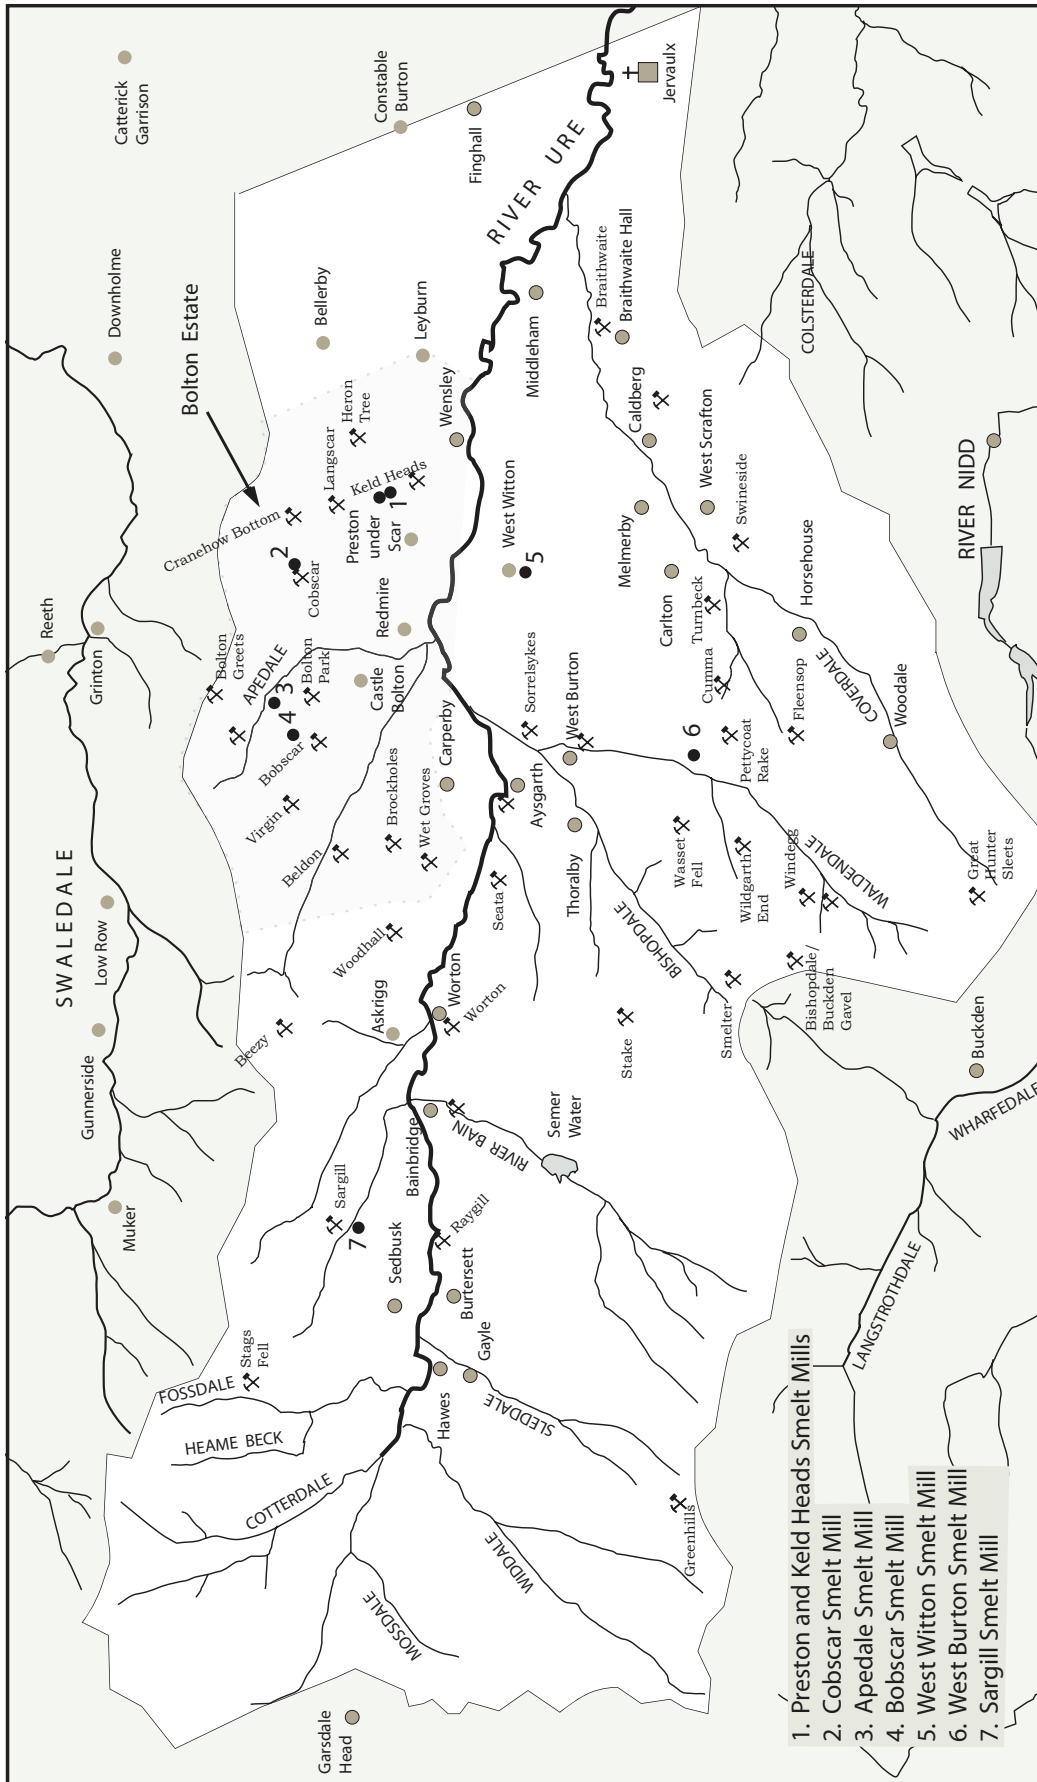 Catterick
Garrison
Constable
Burton
Finghall
Jervaulx
RIVER URE
Downholme
Bellerby
Leyburn
Bolton Estate
Middleham
Braithwaite
Braithwaite Hall
COLSTERDALE
Heron
Tree
Wensley
Langscar
Keld Heads
Cranehow Bottom
1
Preston
under
Scar
2
Cobscar
West Witton
5
Caldberg
West Scrafton
Swineside
Melmerby
RIVER NIDD
Reeth
Grinton
Redmire
Bolton
Greets
APEDALE
3
4
Bolton
Park
Castle
Bolton
Bobscar
Carlton
Turnbeck
Horsehouse
Cumma
Fleensop
COVERDALE
Woodale
Sorrelsykes
West Burton
6
Pettycoat
Rake
Carperby
Aysgarth
Virgin
Beldon
Brockholes
Wet Groves
Thoralby
Wasset
Fell
Wildgarth
End
Windegg
WALDENDALE
Great
Hunter
Sleets
SWALEDALE
Low Row
Gunnerside
Seata
Woodhall
BISHOPDALE
Worton
Worton
Askrigg
Beezy
Stake
Smelter
Bishopdale/
Buckden
Gavel
Buckden
WHARFEDALE
Bainbridge
RIVER BAIN
Semer
Water
Muker
Sargill
7
Sedbusk
Raygill
Burtersett
LANGSTROTHDALE
Stags
Fell
FOSSDALE
HEAME BECK
Hawes
Gayle
SLEDDALE
COTTERDALE
WIDDALE
Greenhills
MOSSDALE
Garsdale
Head
1. Preston and Keld Heads Smelt Mills
2. Cobscar Smelt Mill
3. Apedale Smelt Mill
4. Bobscar Smelt Mill
5. West Witton Smelt Mill
6. West Burton Smelt Mill
7. Sargill Smelt Mill